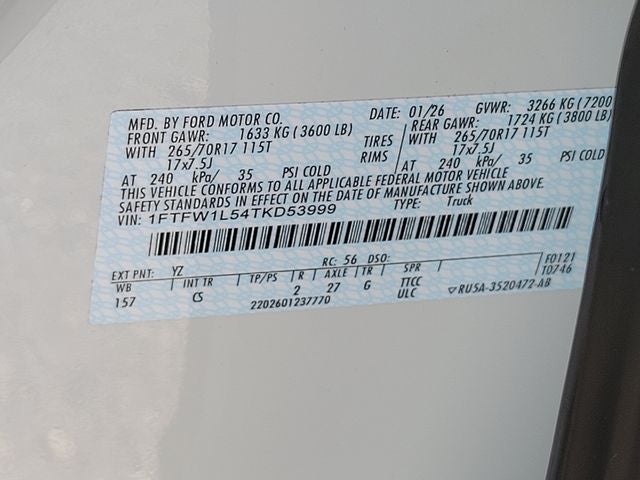 MFD. BY FORD MOTOR CO. 01/26 GVWR: 3266 KG (7200
FRONT GAWR: 1633 KG (3600 LB) REAR GAWR: 1724 KG (3800 LB)
WITH 265/70R17 115T TIRES WITH 265/70R17 115T
17x7.5J RIMS 17x7.5J
AT 240 kPa/ 35 PSI COLD AT 240 kPa/ 35 PSI COLD
THIS VEHICLE CONFORMS TO ALL APPLICABLE FEDERAL MOTOR VEHICLE
SAFETY STANDARDS IN EFFECT ON THE DATE OF MANUFACTURE SHOWN ABOVE.
VIN: 1FTFW1L54TKD53999 TYPE: Truck
EXT PNT: YZ RC: 56 DSO: F0121
WB INT TR TP/PS R AXLE TR SPR T0746
157 CS 2 27 G TTCC
ULC ▽RU5A-3520472-AB
2202601237770